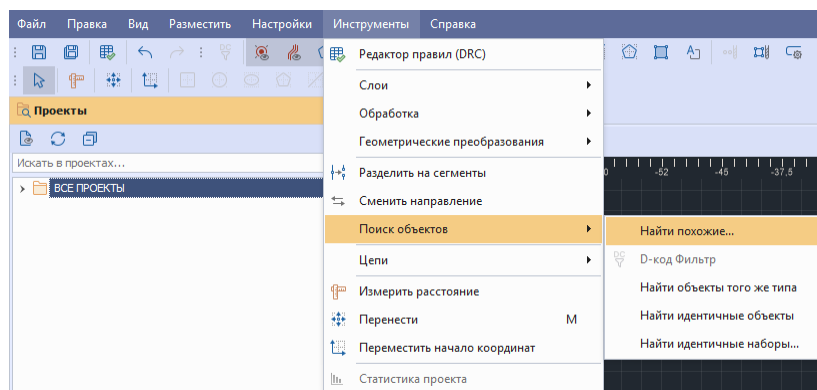 Файл Правка Вид Разместить Настройки Инструменты Справка
Редактор правил (DRC)
Проекты
Слои
Обработка
Геометрические преобразования
Искать в проектах...
Разделить на сегменты
0 -52 -45 -37.5
ВСЕ ПРОЕКТЫ
Сменить направление
Поиск объектов
Найти похожие...
Цепи
DC D-код Фильтр
Измерить расстояние
Найти объекты того же типа
Перенести M
Найти идентичные объекты
Переместить начало координат
Найти идентичные наборы...
Статистика проекта